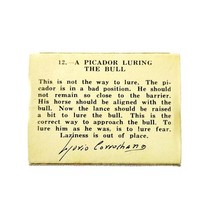 12.—A PICADOR LURING
THE BULL
This is not the way to lure. The pi-
cador is in a bad position. He should
not remain so close to the barrier.
His horse should be aligned with the
bull. Now the lance should be raised
a bit to lure the bull. This is the
correct way to approach the bull. To
lure him as he was, is to lure fear.
Laziness is out of place.